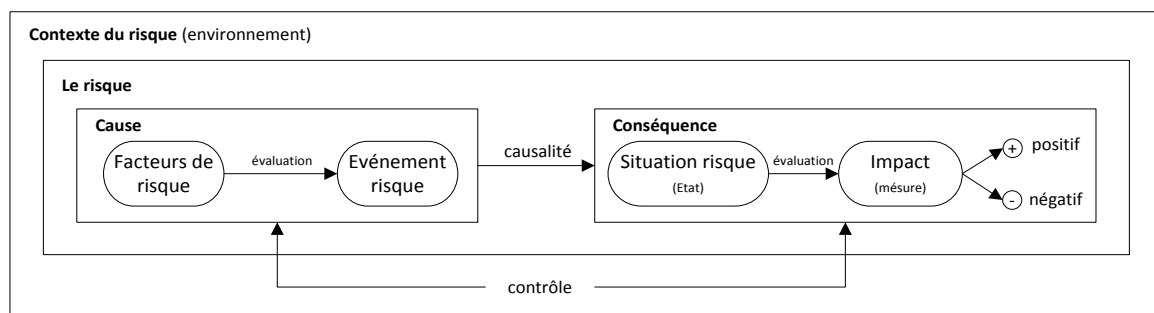 Contexte du risque (environnement)
Le risque
Cause
Facteurs de
risque
évaluation
Evénement
risque
causalité
Conséquence
Situation risque
(Etat)
évaluation
Impact
(mésure)
+ positif
- négatif
contrôle